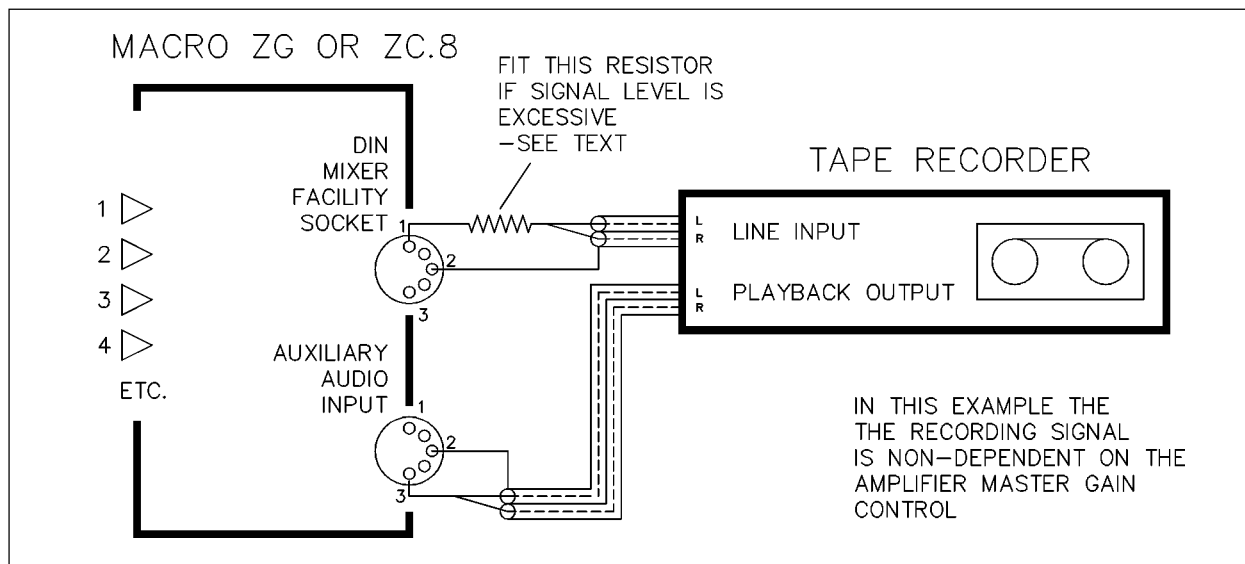 MACRO ZG OR ZC.8
FIT THIS RESISTOR
IF SIGNAL LEVEL IS
EXCESSIVE
-SEE TEXT
DIN
MIXER
FACILITY
SOCKET
1
2
3
1
2
3
4
ETC.
TAPE RECORDER
L
R
LINE INPUT
L
R
PLAYBACK OUTPUT
AUXILIARY
AUDIO
INPUT
1
2
3
IN THIS EXAMPLE THE
THE RECORDING SIGNAL
IS NON-DEPENDENT ON THE
AMPLIFIER MASTER GAIN
CONTROL